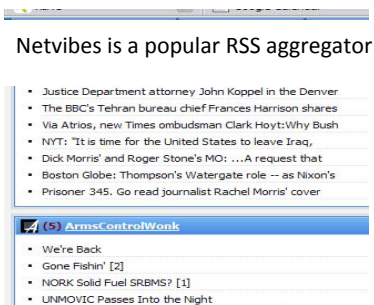 Netvibes is a popular RSS aggregator
Justice Department attorney John Koppel in the Denver
The BBC's Tehran bureau chief Frances Harrison shares
Via Atrios, new Times ombudsman Clark Hoyt:Why Bush
NYT: "It is time for the United States to leave Iraq,
Dick Morris' and Roger Stone's MO: ...A request that
Boston Globe: Thompson's Watergate role -- as Nixon's
Prisoner 345. Go read journalist Rachel Morris' cover
(5) ArmsControlWonk
We're Back
Gone Fishin' [2]
NORK Solid Fuel SRBMS? [1]
UNMOVIC Passes Into the Night